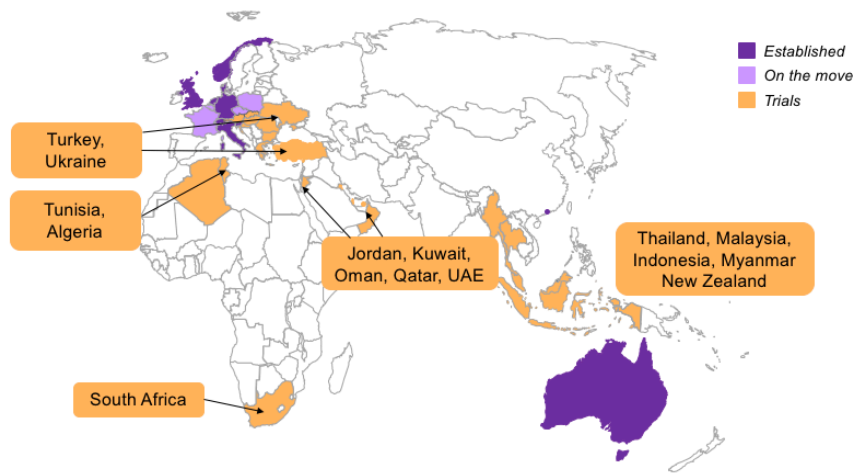 Established
On the move
Trials
Turkey,
Ukraine
Tunisia,
Algeria
Jordan, Kuwait,
Oman, Qatar, UAE
Thailand, Malaysia,
Indonesia, Myanmar
New Zealand
South Africa